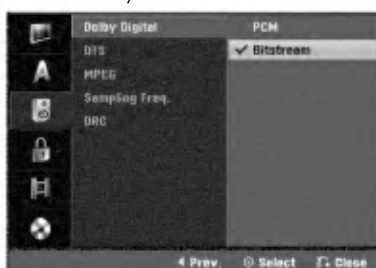 Dolby Digital
PCM
DTS
✓ Bitstream
A
MPEG
Sampling Freq.
DRC
Prev.
Select
Close